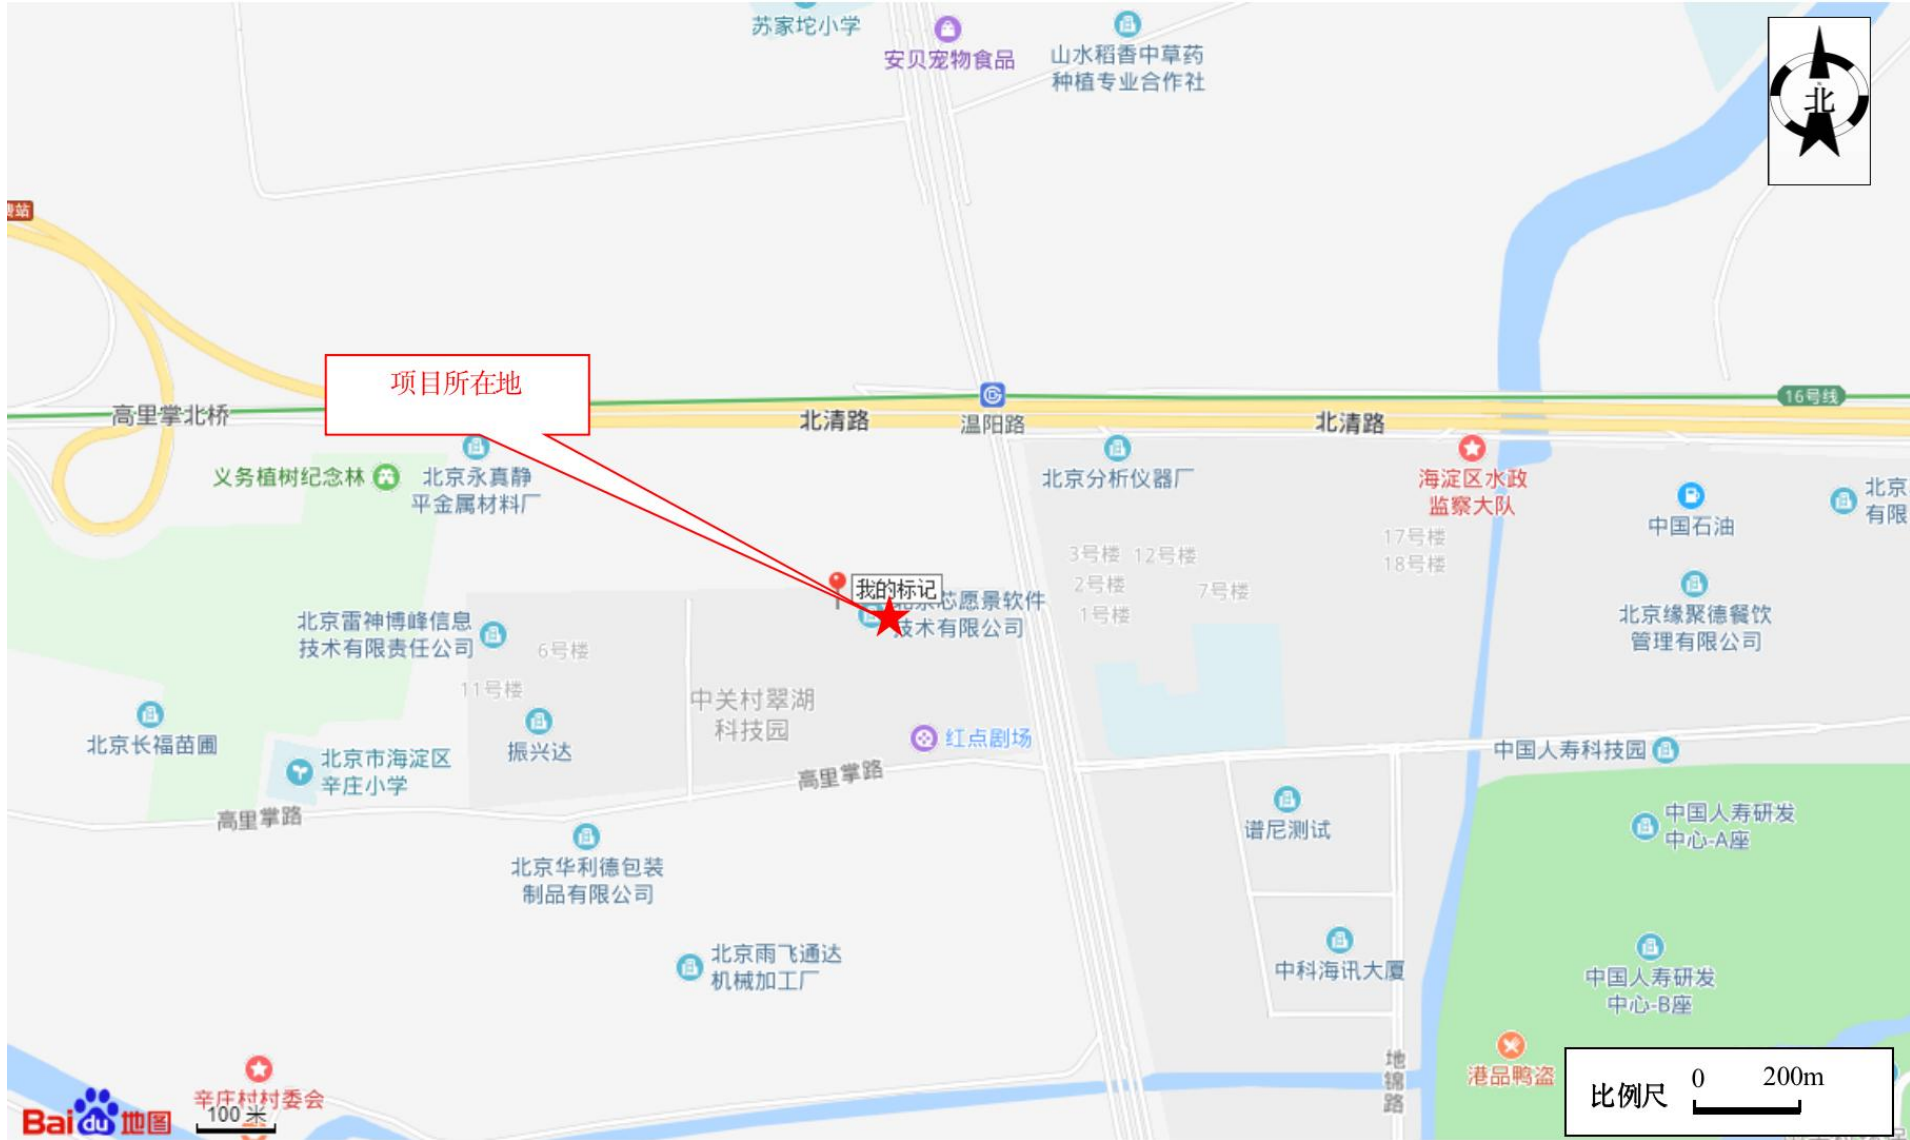 苏家坨小学
安贝宠物食品
山水稻香中草药
种植专业合作社
北
费站
项目所在地
16号线
高里掌北桥
北清路
温阳路
北清路
义务植树纪念林
北京永真静
平金属材料厂
北京分析仪器厂
海淀区水政
监察大队
中国石油
北京
有限
17号楼
18号楼
3号楼
12号楼
2号楼
7号楼
1号楼
我的标记
北京芯愿景软件
技术有限公司
北京缘聚德餐饮
管理有限公司
北京雷神博峰信息
技术有限责任公司
6号楼
11号楼
中关村翠湖
科技园
红点剧场
北京长福苗圃
振兴达
北京市海淀区
辛庄小学
高里掌路
高里掌路
中国人寿科技园
谱尼测试
中国人寿研发
中心-A座
北京华利德包装
制品有限公司
北京雨飞通达
机械加工厂
中科海讯大厦
中国人寿研发
中心-B座
地锦路
港品鸭盗
辛庄村村委会
Baidu地图
100 米
比例尺
0
200m